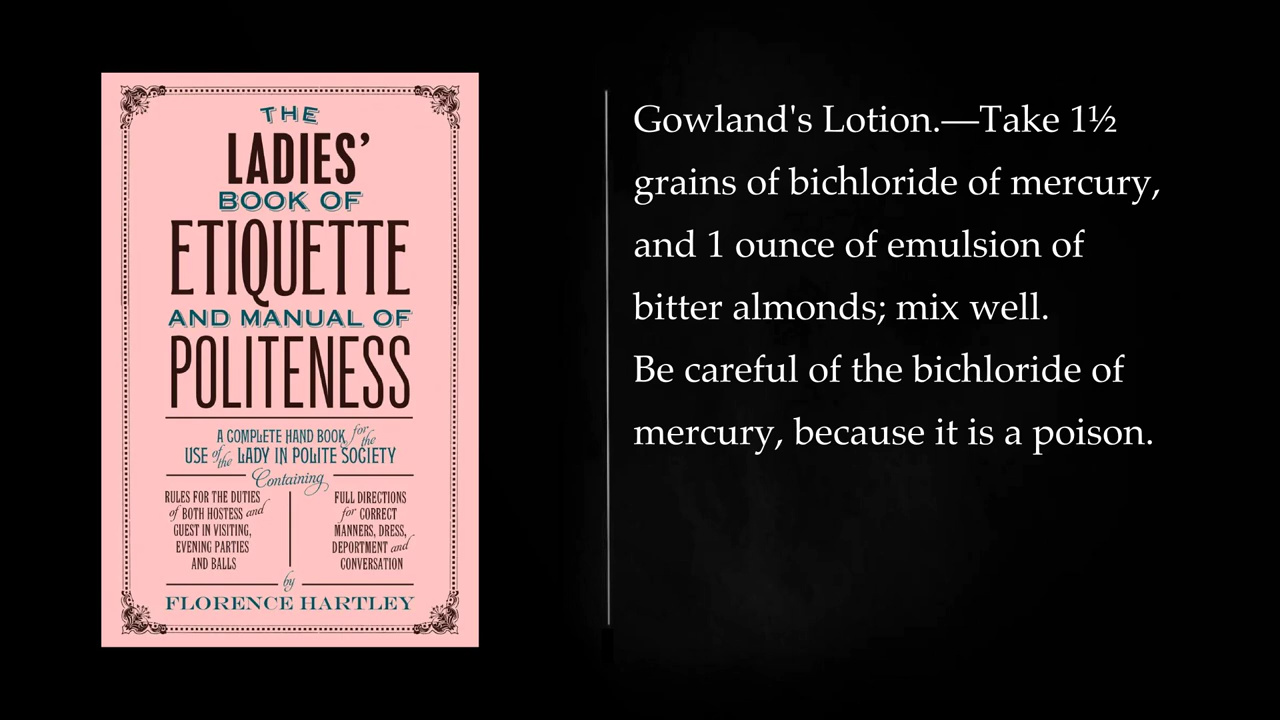 THE
LADIES'
BOOK OF
ETIQUETTE
AND MANUAL OF
POLITENESS
A COMPLETE HAND BOOK for the
USE of the LADY IN POLITE SOCIETY
Containing
RULES FOR THE DUTIES
of BOTH HOSTESS and
GUEST IN VISITING,
EVENING PARTIES
AND BALLS
FULL DIRECTIONS
for CORRECT
MANNERS, DRESS,
DEPORTMENT and
CONVERSATION
by
FLORENCE HARTLEY
Gowland's Lotion.—Take 1½
grains of bichloride of mercury,
and 1 ounce of emulsion of
bitter almonds; mix well.
Be careful of the bichloride of
mercury, because it is a poison.